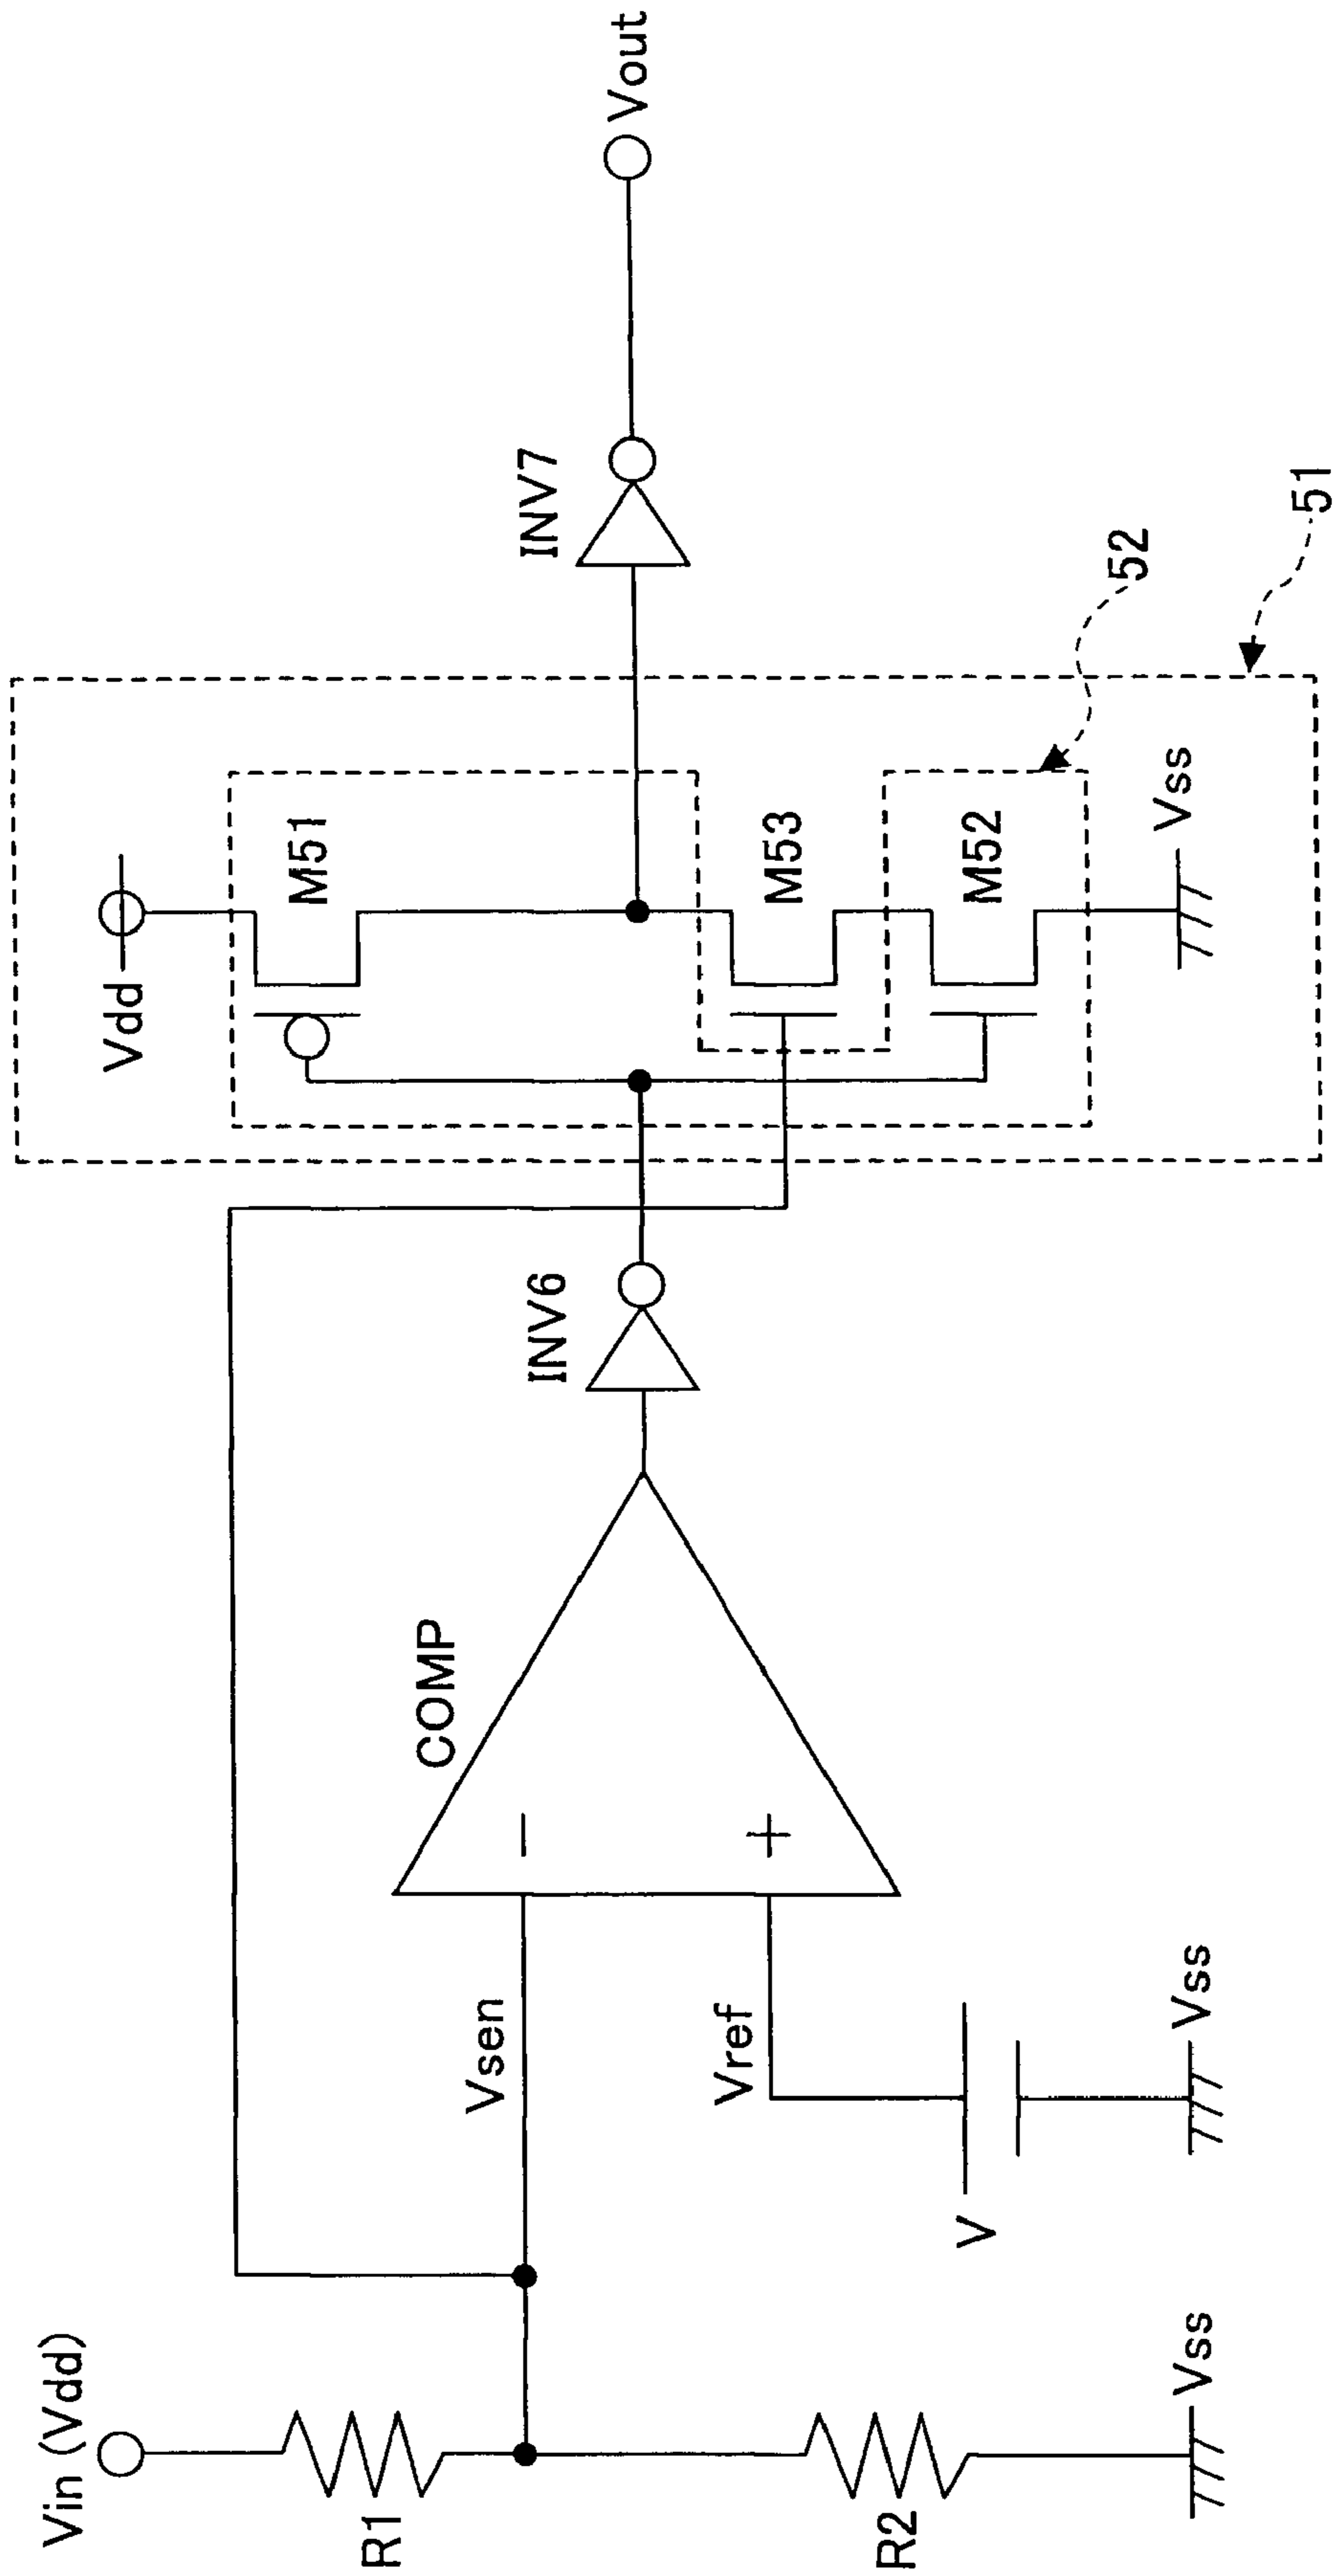 Vin (Vdd)
R1
R2
Vss
Vsen
Vref
V
Vss
COMP
−
+
INV6
Vdd
M51
M53
M52
Vss
52
51
INV7
Vout